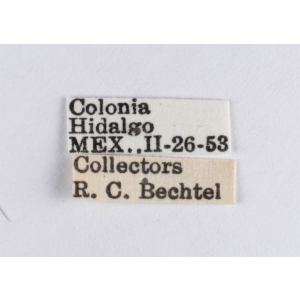 Colonia
Hidalgo
MEX..II-26-53
Collectors
R. C. Bechtel